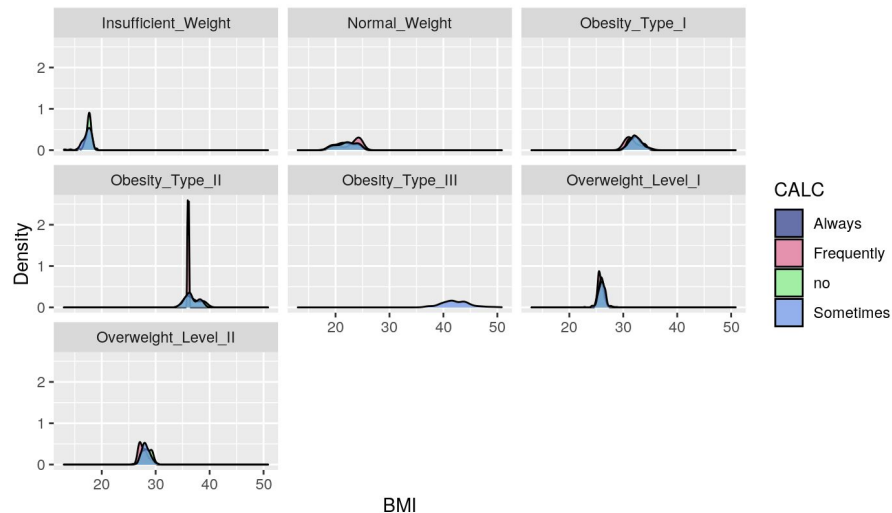 Insufficient_Weight Normal_Weight Obesity_Type_I
2
1
0
Obesity_Type_II Obesity_Type_III Overweight_Level_I
2
1
0
20 30 40 50 20 30 40 50
Overweight_Level_II
2
1
0
20 30 40 50
BMI
Density
CALC
Always
Frequently
no
Sometimes